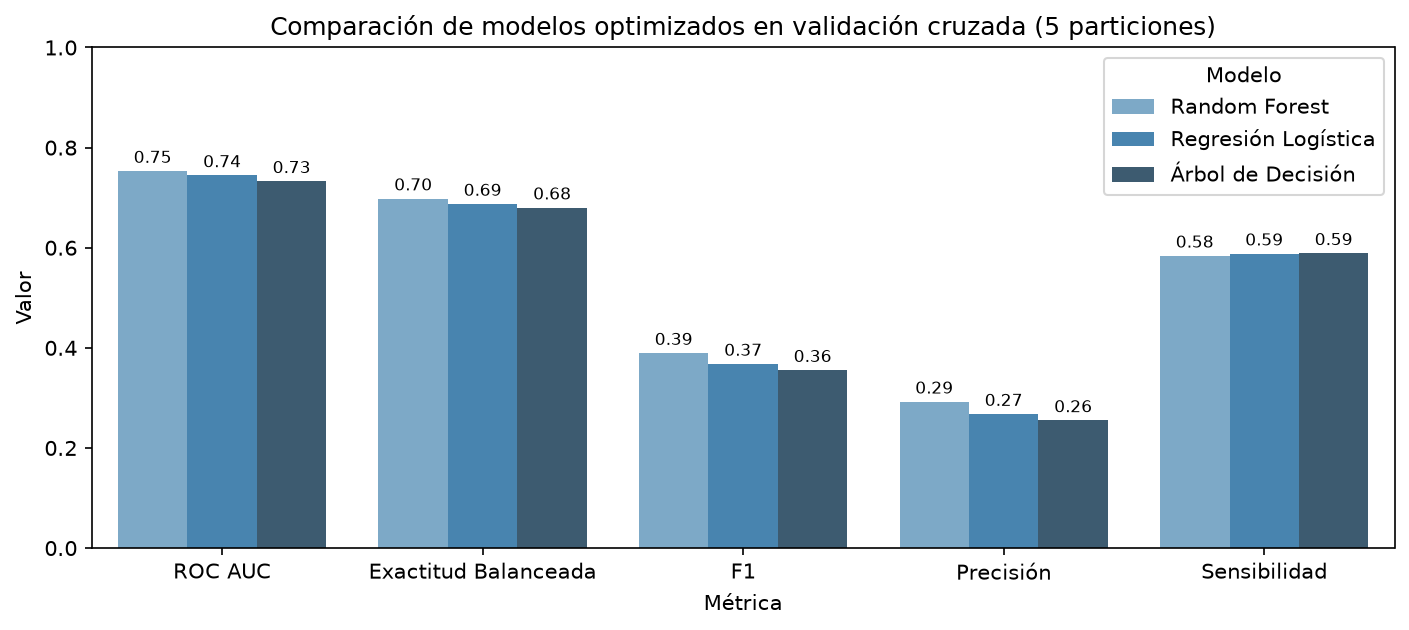 Comparación de modelos optimizados en validación cruzada (5 particiones)
Modelo
Random Forest
Regresión Logística
Árbol de Decisión
Valor
1.0
0.8
0.6
0.4
0.2
0.0
0.75 0.74 0.73
0.70 0.69 0.68
0.39 0.37 0.36
0.29 0.27 0.26
0.58 0.59 0.59
ROC AUC Exactitud Balanceada F1 Precisión Sensibilidad
Métrica